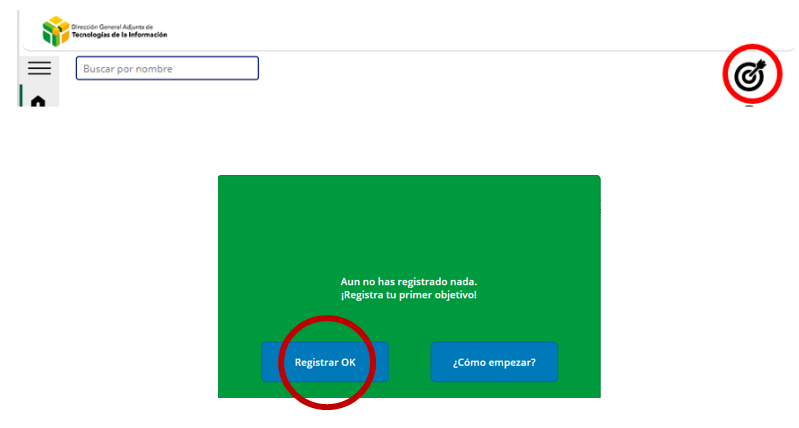 Dirección General Adjunta de
Tecnologías de la Información
Buscar por nombre
Aun no has registrado nada.
¡Registra tu primer objetivo!
Registrar OK
¿Cómo empezar?